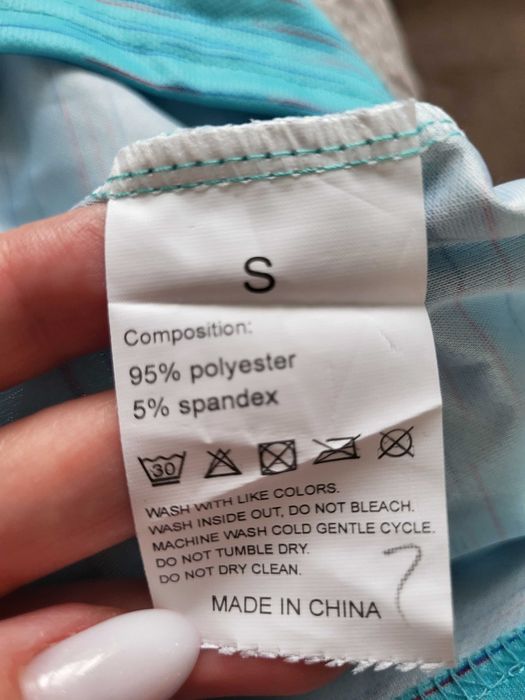 S
Composition:
95% polyester
5% spandex
30
WASH WITH LIKE COLORS.
WASH INSIDE OUT, DO NOT BLEACH.
MACHINE WASH COLD GENTLE CYCLE.
DO NOT TUMBLE DRY.
DO NOT DRY CLEAN.
MADE IN CHINA